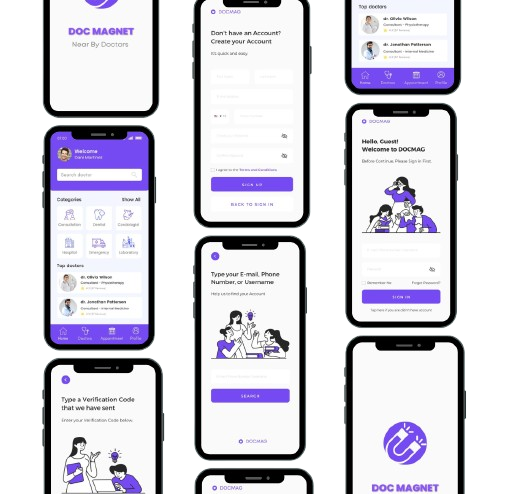 DOC MAGNET
Near By Doctors
Welcome
Search doctor
Categories
Show All
Consultation
Dental
Cardiologist
Hospital
Emergency
Laboratory
Top doctors
dr. Olivia Wilson
Consultant - Physiotherapy
dr. Jonathan Patterson
Consultant - Internal Medicine
Home
Doctors
Appointment
Profile
Type a Verification Code
that we have sent
Enter your Verification Code below
DOCMAG
Don't have an Account?
Create your Account
It's quick and easy.
I agree to the Terms and Conditions
SIGN UP
BACK TO SIGN IN
Type your E-mail, Phone
Number, or Username
Help us to find your Account
SEARCH
DOCMAG
DOCMAG
Top doctors
dr. Olivia Wilson
Consultant - Physiotherapy
dr. Jonathan Patterson
Consultant - Internal Medicine
Home
Doctors
Appointment
Profile
DOCMAG
Hello, Guest!
Welcome to DOCMAG
Before Continue, Please Sign in First.
Remember Me
Forgot Password?
SIGN IN
Tap here if you don't have account
DOC MAGNET